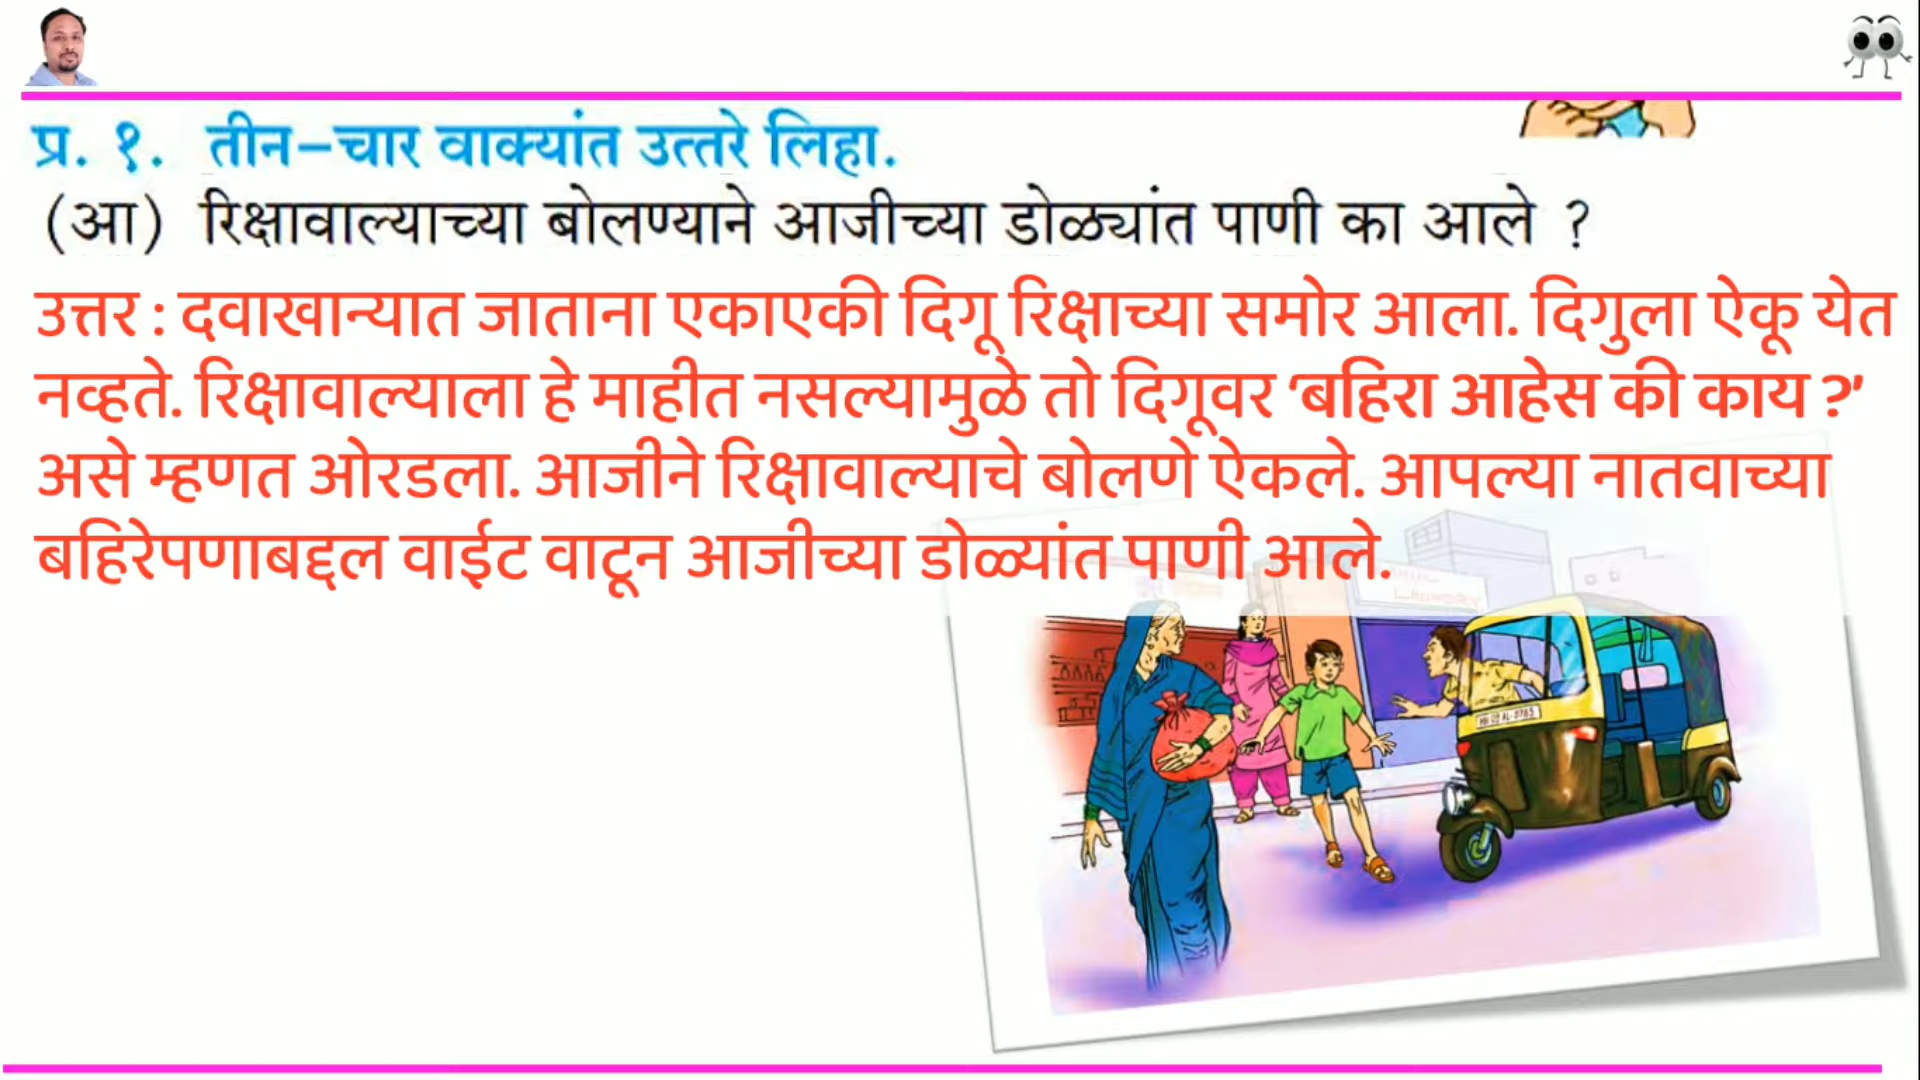 प्र. १. तीन-चार वाक्यांत उत्तरे लिहा.
(आ) रिक्षावाल्याच्या बोलण्याने आजीच्या डोळ्यांत पाणी का आले ?
उत्तर : दवाखान्यात जाताना एकाएकी दिगू रिक्षाच्या समोर आला. दिगुला ऐकू येत
नव्हते. रिक्षावाल्याला हे माहीत नसल्यामुळे तो दिगूवर ‘बहिरा आहेस की काय ?’
असे म्हणत ओरडला. आजीने रिक्षावाल्याचे बोलणे ऐकले. आपल्या नातवाच्या
बहिरेपणाबद्दल वाईट वाटून आजीच्या डोळ्यांत पाणी आले.